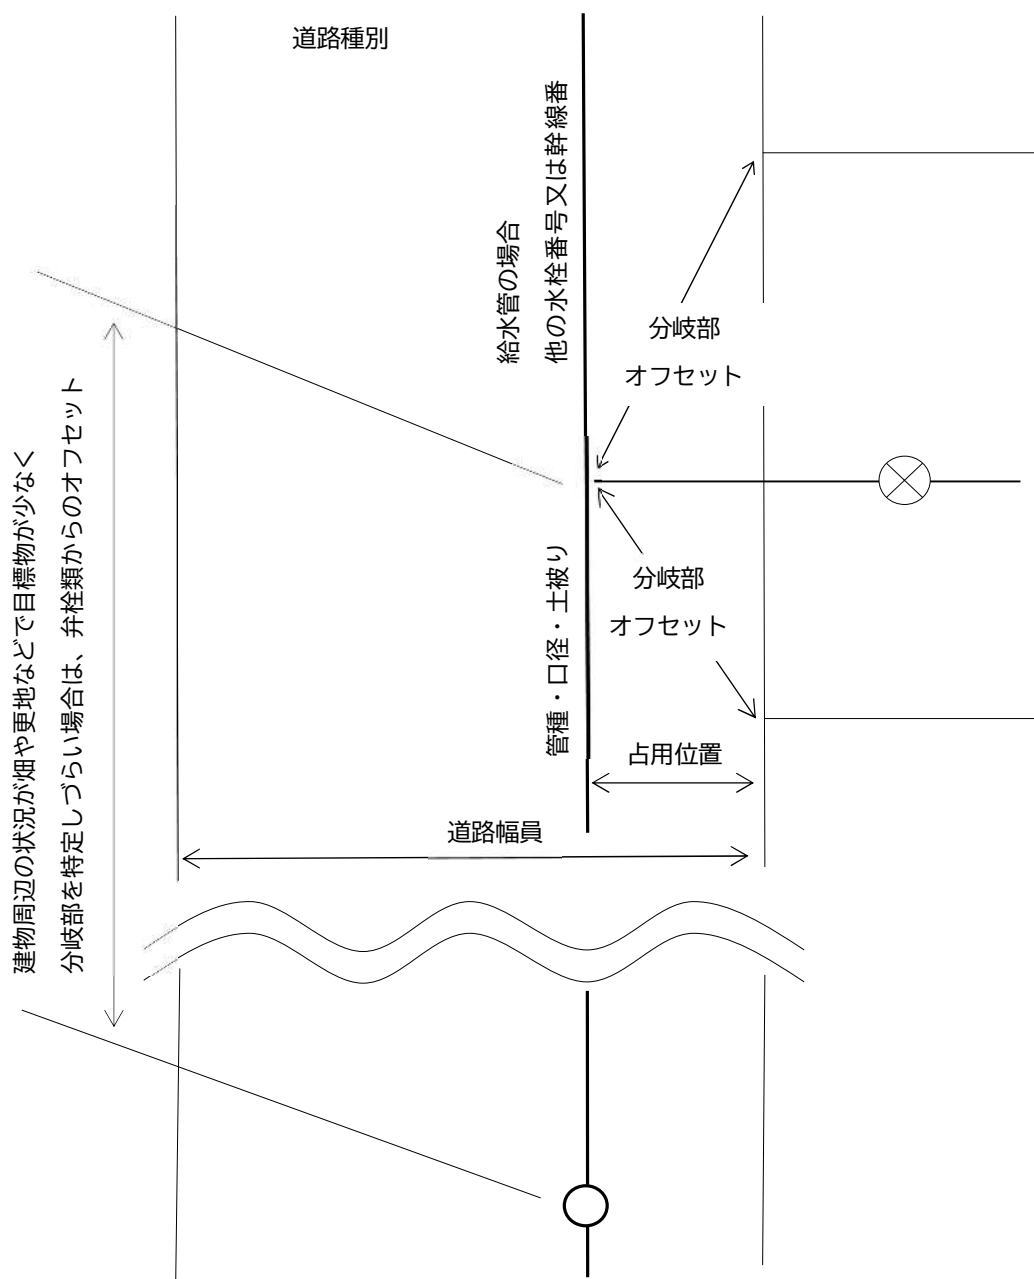 道路種別
給水管の場合
他の水栓番号又は幹線番
分岐部
オフセット
分岐部
オフセット
管種・口径・土被り
占用位置
道路幅員
建物周辺の状況が畑や更地などで目標物が少なく
分岐部を特定しづらい場合は、弁栓類からのオフセット